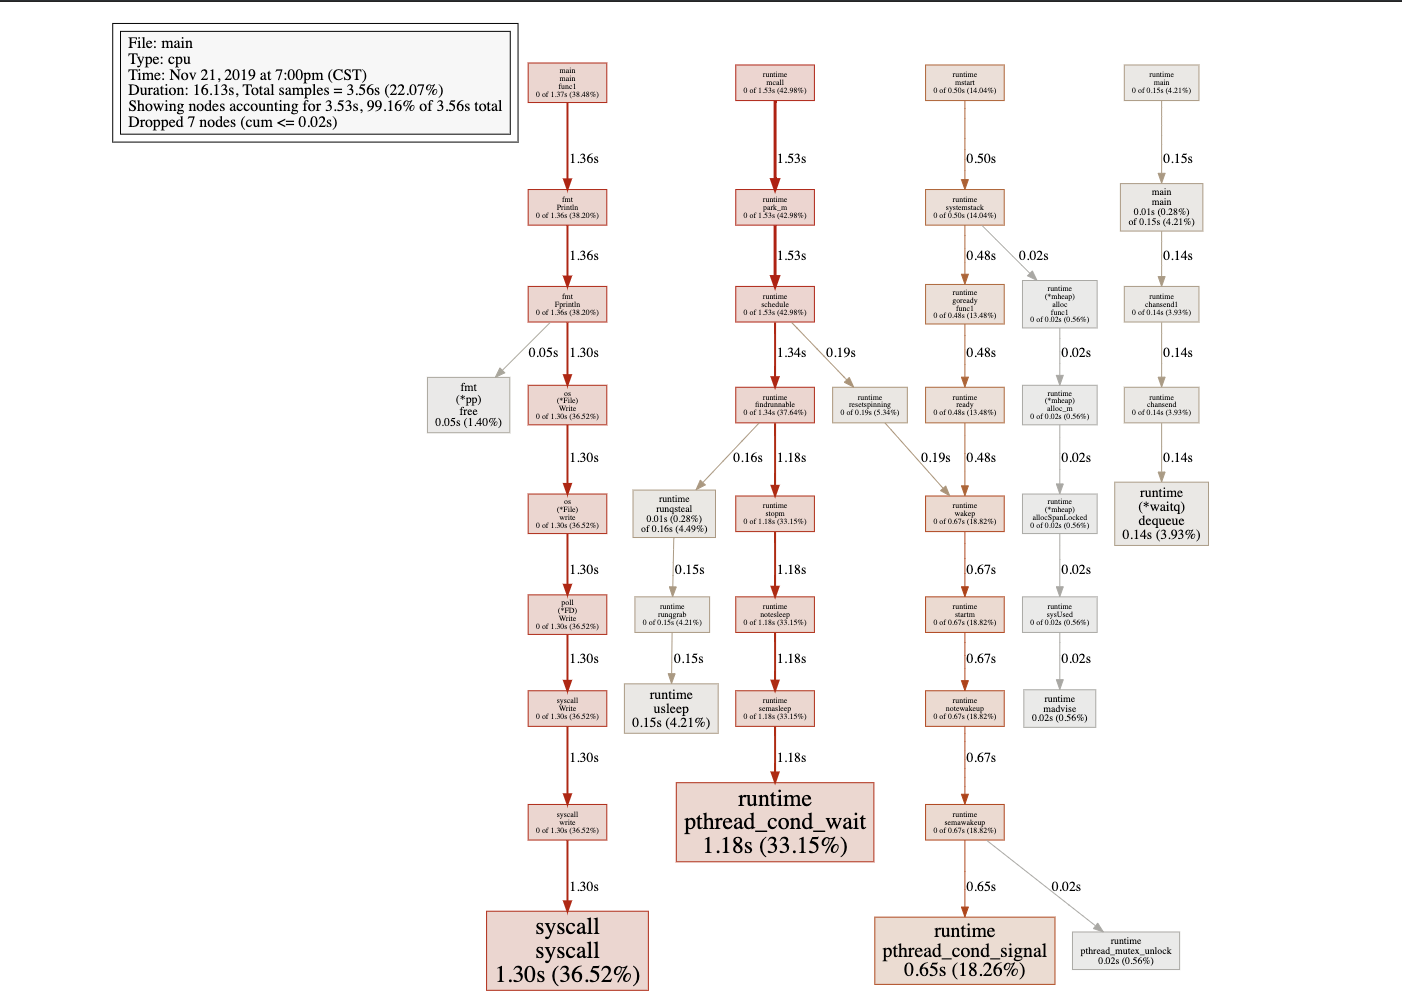 File: main
Type: cpu
Time: Nov 21, 2019 at 7:00pm (CST)
Duration: 16.13s, Total samples = 3.56s (22.07%)
Showing nodes accounting for 3.53s, 99.16% of 3.56s total
Dropped 7 nodes (cum <= 0.02s)
main
main
func1
0 of 1.37s (38.48%)
runtime
mcall
0 of 1.53s (42.98%)
runtime
mstart
0 of 0.50s (14.04%)
runtime
main
0 of 0.15s (4.21%)
1.36s
1.53s
0.50s
0.15s
fmt
Println
0 of 1.36s (38.20%)
runtime
park_m
0 of 1.53s (42.98%)
runtime
systemstack
0 of 0.50s (14.04%)
main
main
0.01s (0.28%)
of 0.15s (4.21%)
1.36s
1.53s
0.48s
0.02s
0.14s
fmt
Fprintln
0 of 1.36s (38.20%)
runtime
schedule
0 of 1.53s (42.98%)
runtime
goready
func1
0 of 0.48s (13.48%)
runtime
(*mheap)
alloc
func1
0 of 0.02s (0.56%)
runtime
chansend1
0 of 0.14s (3.93%)
0.05s
1.30s
1.34s
0.19s
0.48s
0.02s
0.14s
fmt
(*pp)
free
0.05s (1.40%)
os
(*File)
Write
0 of 1.30s (36.52%)
runtime
findrunnable
0 of 1.34s (37.64%)
runtime
resetspinning
0 of 0.19s (5.34%)
runtime
ready
0 of 0.48s (13.48%)
runtime
(*mheap)
alloc_m
0 of 0.02s (0.56%)
runtime
chansend
0 of 0.14s (3.93%)
1.30s
0.16s
1.18s
0.19s
0.48s
0.02s
0.14s
os
(*File)
write
0 of 1.30s (36.52%)
runtime
runqsteal
0.01s (0.28%)
of 0.16s (4.49%)
runtime
stopm
0 of 1.18s (33.15%)
runtime
wakep
0 of 0.67s (18.82%)
runtime
(*mheap)
allocSpanLocked
0 of 0.02s (0.56%)
runtime
(*waitq)
dequeue
0.14s (3.93%)
1.30s
0.15s
1.18s
0.67s
0.02s
poll
(*FD)
Write
0 of 1.30s (36.52%)
runtime
runqgrab
0 of 0.15s (4.21%)
runtime
notesleep
0 of 1.18s (33.15%)
runtime
startm
0 of 0.67s (18.82%)
runtime
sysUsed
0 of 0.02s (0.56%)
1.30s
0.15s
1.18s
0.67s
0.02s
syscall
Write
0 of 1.30s (36.52%)
runtime
usleep
0.15s (4.21%)
runtime
semasleep
0 of 1.18s (33.15%)
runtime
notewakeup
0 of 0.67s (18.82%)
runtime
madvise
0.02s (0.56%)
1.30s
1.18s
0.67s
syscall
write
0 of 1.30s (36.52%)
runtime
pthread_cond_wait
1.18s (33.15%)
runtime
semawakeup
0 of 0.67s (18.82%)
1.30s
0.65s
0.02s
syscall
syscall
1.30s (36.52%)
runtime
pthread_cond_signal
0.65s (18.26%)
runtime
pthread_mutex_unlock
0.02s (0.56%)